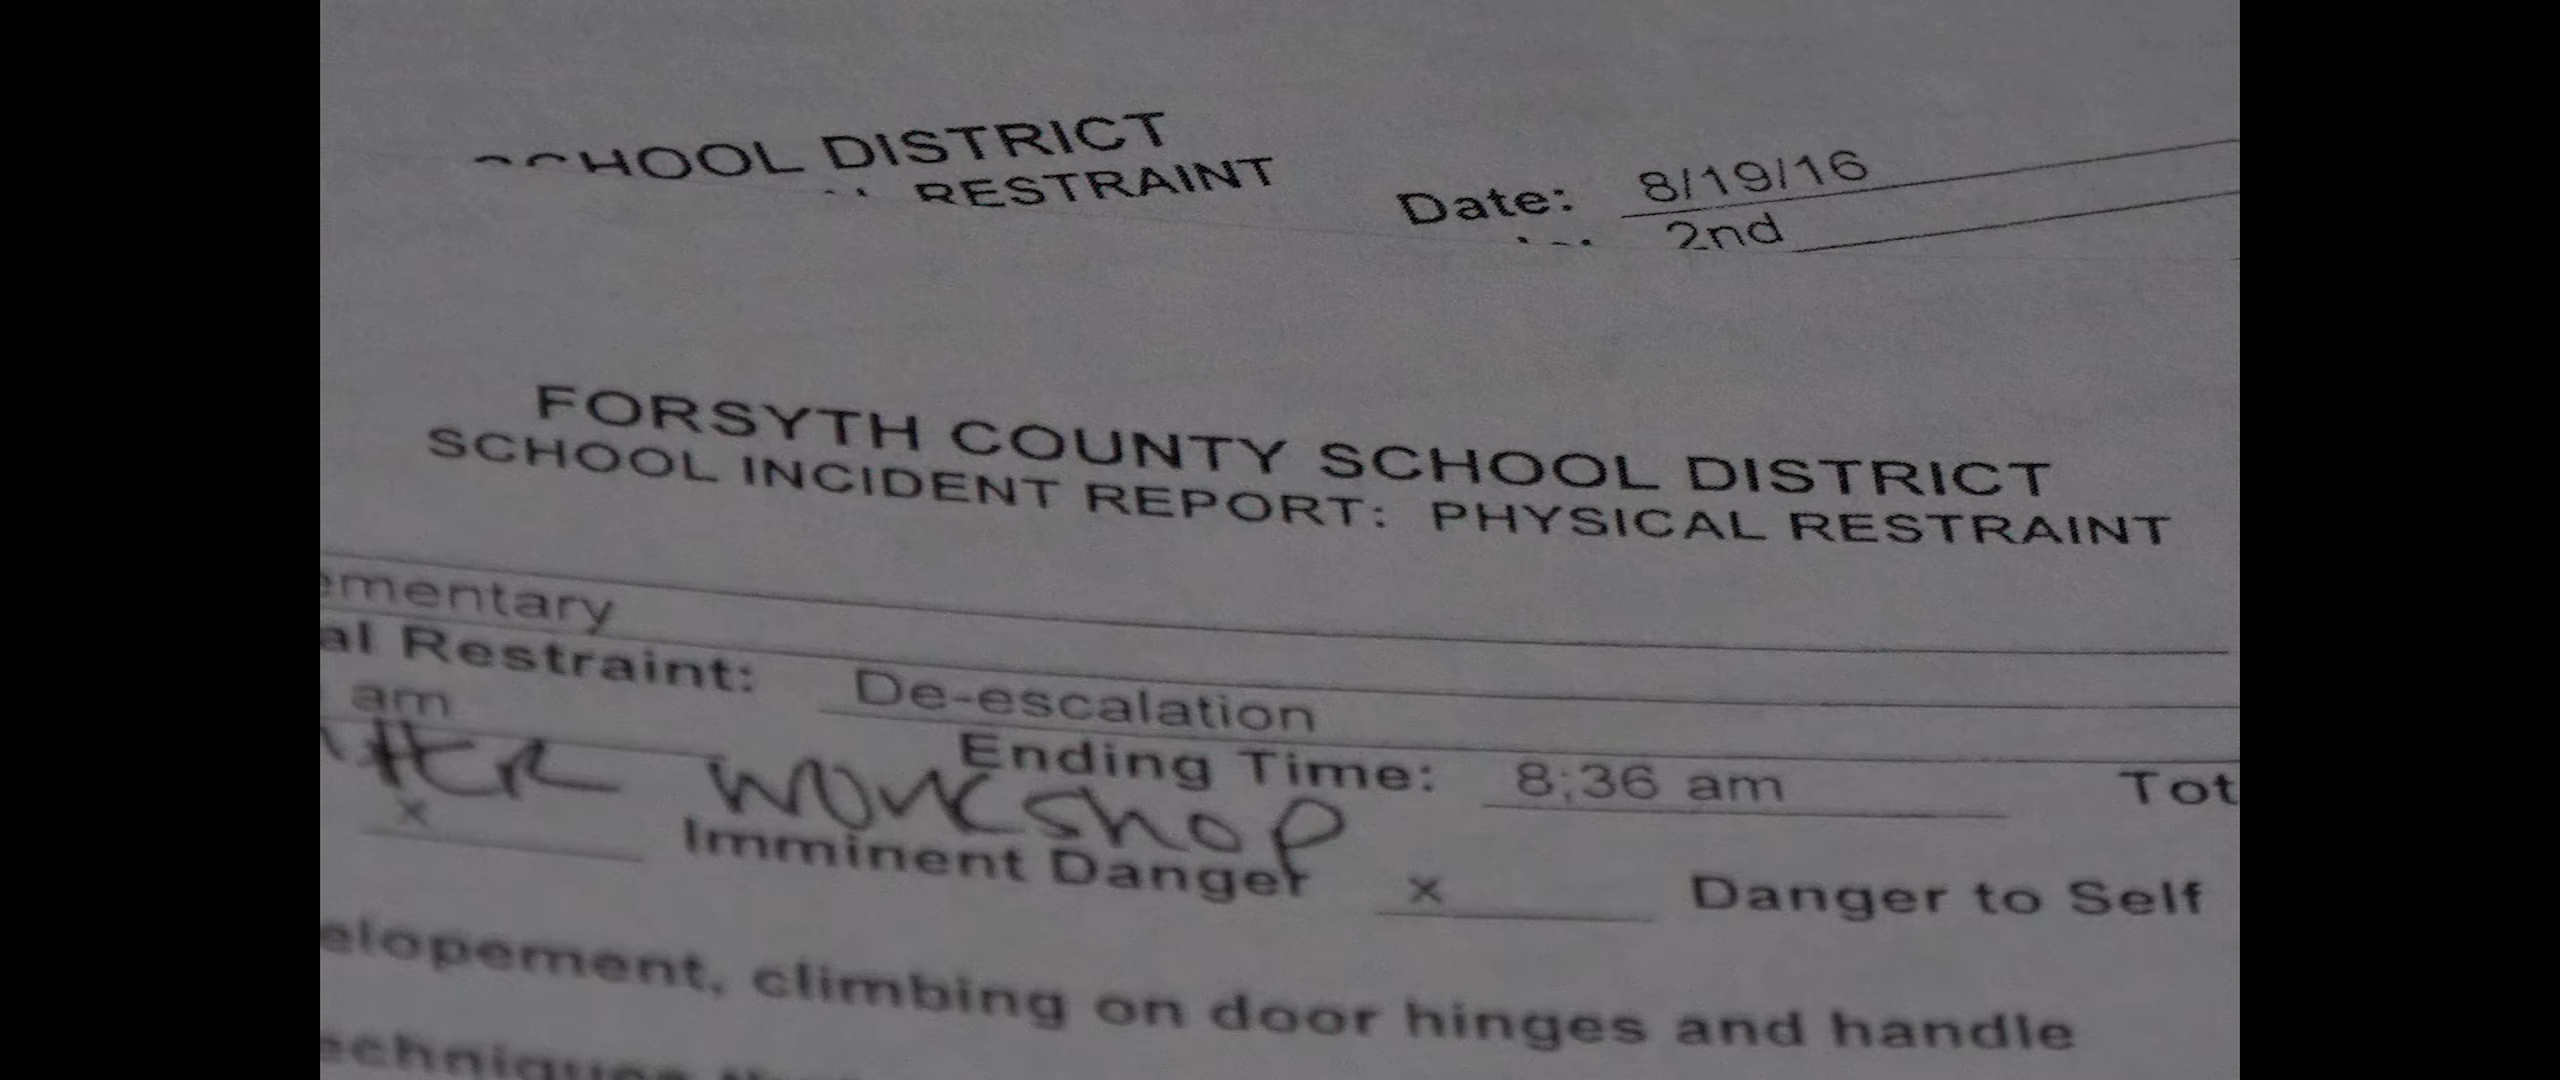 SCHOOL DISTRICT
RESTRAINT
Date: 8/19/16
2nd
FORSYTH COUNTY SCHOOL DISTRICT
SCHOOL INCIDENT REPORT: PHYSICAL RESTRAINT
ementary
al Restraint: De-escalation
am Ending Time: 8:36 am Tot
workshop
x Imminent Danger x Danger to Self
elopement, climbing on door hinges and handle